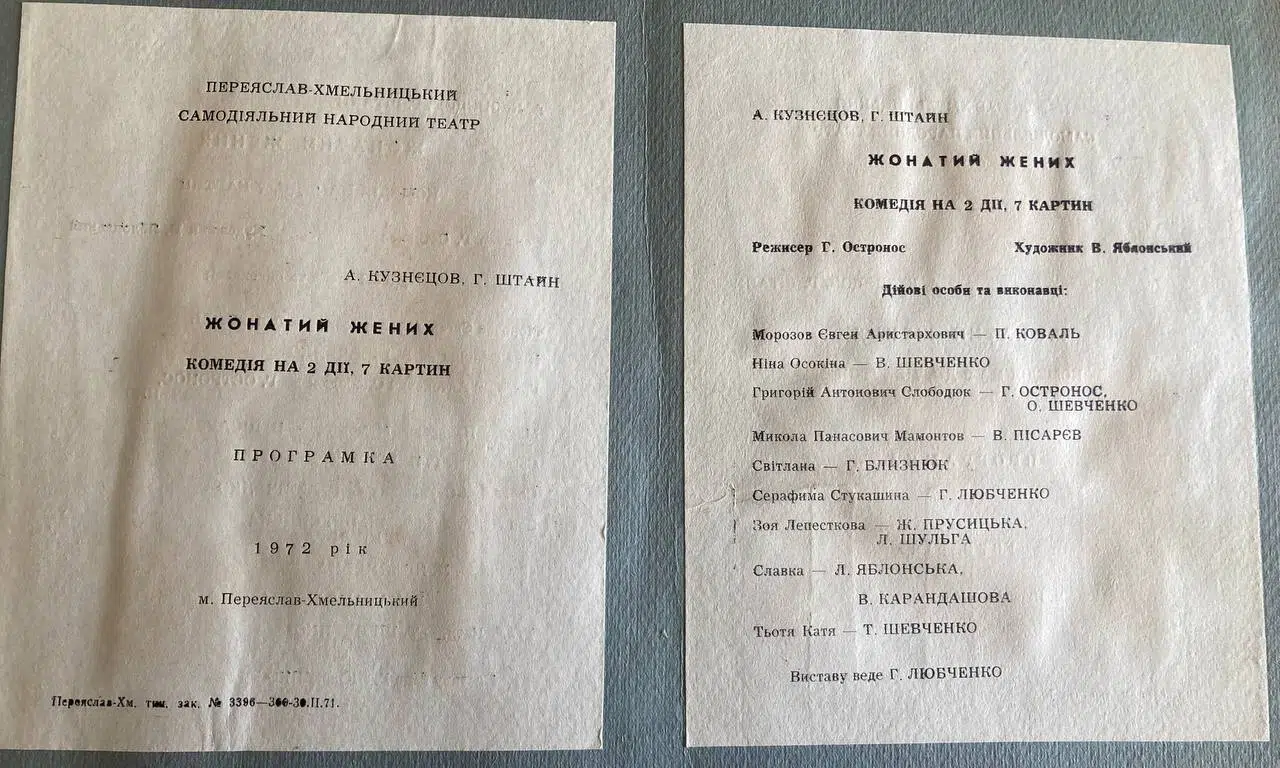 ПЕРЕЯСЛАВ-ХМЕЛЬНИЦЬКИЙ
САМОДІЯЛЬНИЙ НАРОДНИЙ ТЕАТР
А. КУЗНЄЦОВ, Г. ШТАЙН
ЖОНАТИЙ ЖЕНИХ
КОМЕДІЯ НА 2 ДІЇ, 7 КАРТИН
ПРОГРАМКА
1972 рік
м. Переяслав-Хмельницький
Переяслав-Хм. тип. зак. № 3396—300-30.II.71.
А. КУЗНЄЦОВ, Г. ШТАЙН
ЖОНАТИЙ ЖЕНИХ
КОМЕДІЯ НА 2 ДІЇ, 7 КАРТИН
Режисер Г. Остронос Художник В. Яблонський
Дійові особи та виконавці:
Морозов Євген Аристархович — П. КОВАЛЬ
Ніна Осокіна — В. ШЕВЧЕНКО
Григорій Антонович Слободюк — Г. ОСТРОНОС,
О. ШЕВЧЕНКО
Микола Панасович Мамонтов — В. ПІСАРЄВ
Світлана — Г. БЛИЗНЮК
Серафима Стукашина — Г. ЛЮБЧЕНКО
Зоя Лепесткова — Ж. ПРУСИЦЬКА,
Л. ШУЛЬГА
Славка — Л. ЯБЛОНСЬКА,
В. КАРАНДАШОВА
Тьотя Катя — Т. ШЕВЧЕНКО
Виставу веде Г. ЛЮБЧЕНКО